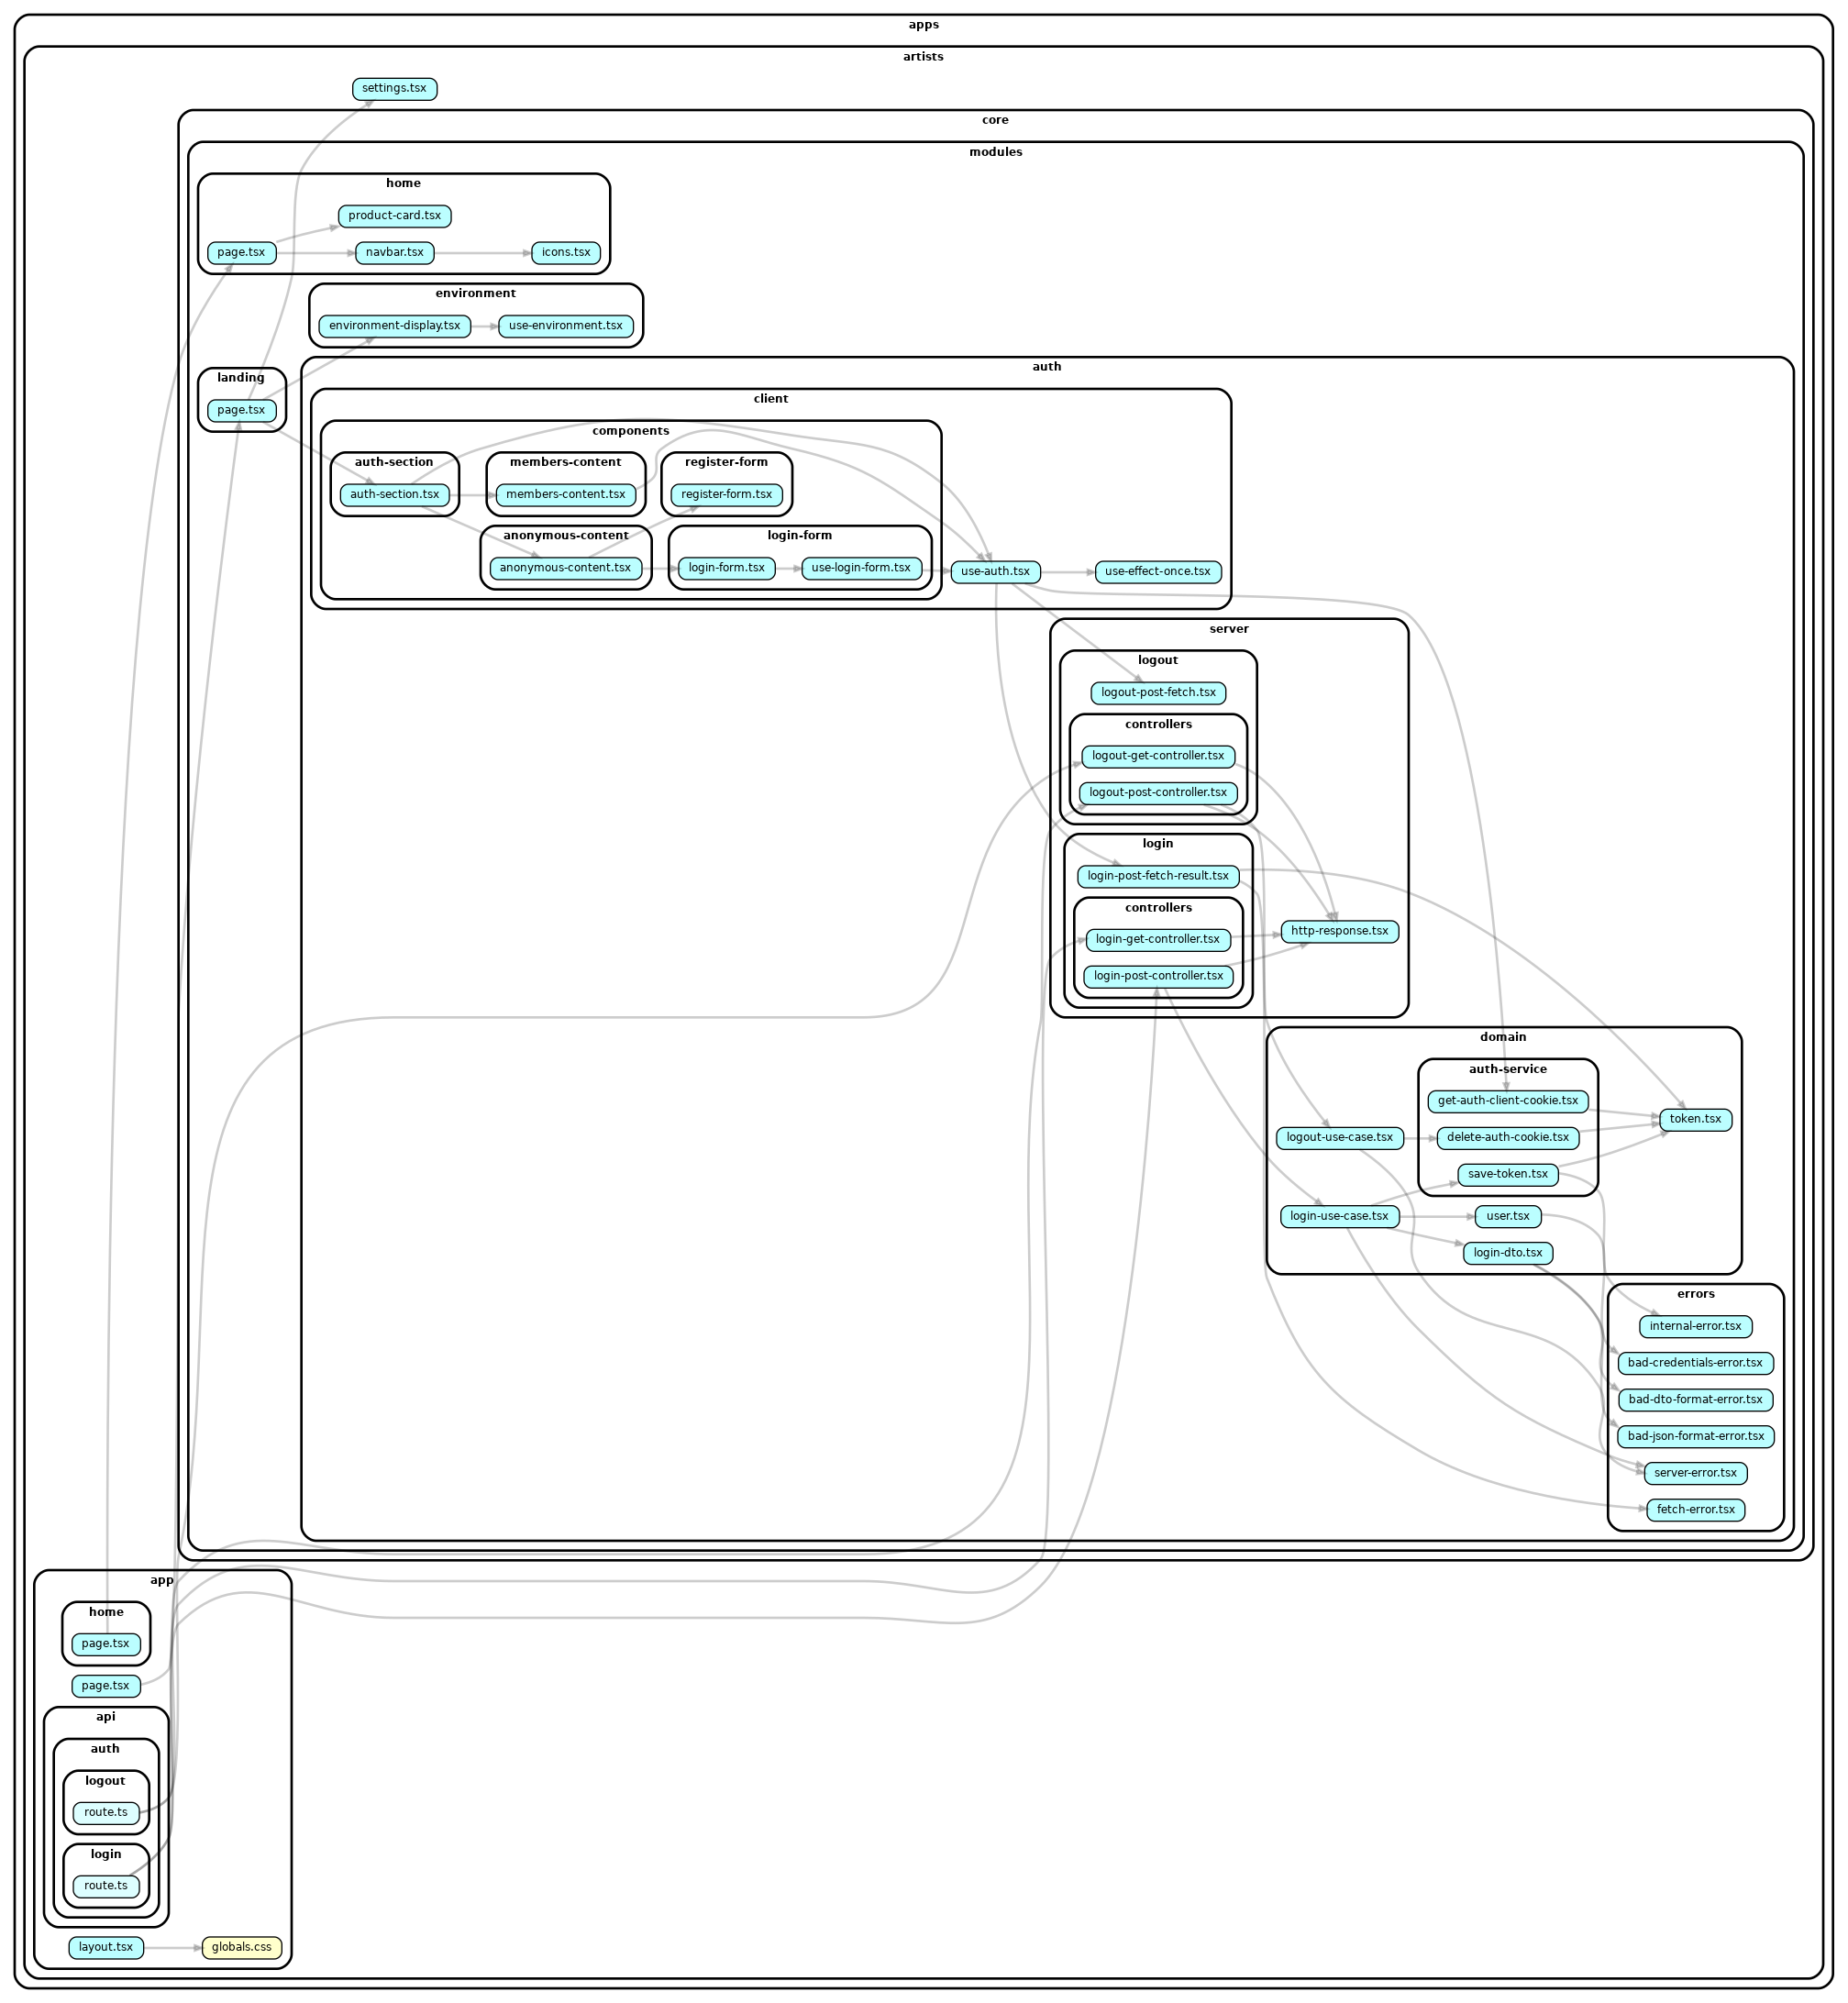 apps
artists
settings.tsx
core
modules
home
product-card.tsx
page.tsx
navbar.tsx
icons.tsx
environment
environment-display.tsx
use-environment.tsx
landing
page.tsx
auth
client
components
auth-section
members-content
register-form
auth-section.tsx
members-content.tsx
register-form.tsx
anonymous-content
login-form
anonymous-content.tsx
login-form.tsx
use-login-form.tsx
use-auth.tsx
use-effect-once.tsx
server
logout
logout-post-fetch.tsx
controllers
logout-get-controller.tsx
logout-post-controller.tsx
login
login-post-fetch-result.tsx
controllers
login-get-controller.tsx
login-post-controller.tsx
http-response.tsx
domain
auth-service
get-auth-client-cookie.tsx
token.tsx
logout-use-case.tsx
delete-auth-cookie.tsx
save-token.tsx
login-use-case.tsx
user.tsx
login-dto.tsx
errors
internal-error.tsx
bad-credentials-error.tsx
bad-dto-format-error.tsx
bad-json-format-error.tsx
server-error.tsx
fetch-error.tsx
app
home
page.tsx
page.tsx
api
auth
logout
route.ts
login
route.ts
layout.tsx
globals.css